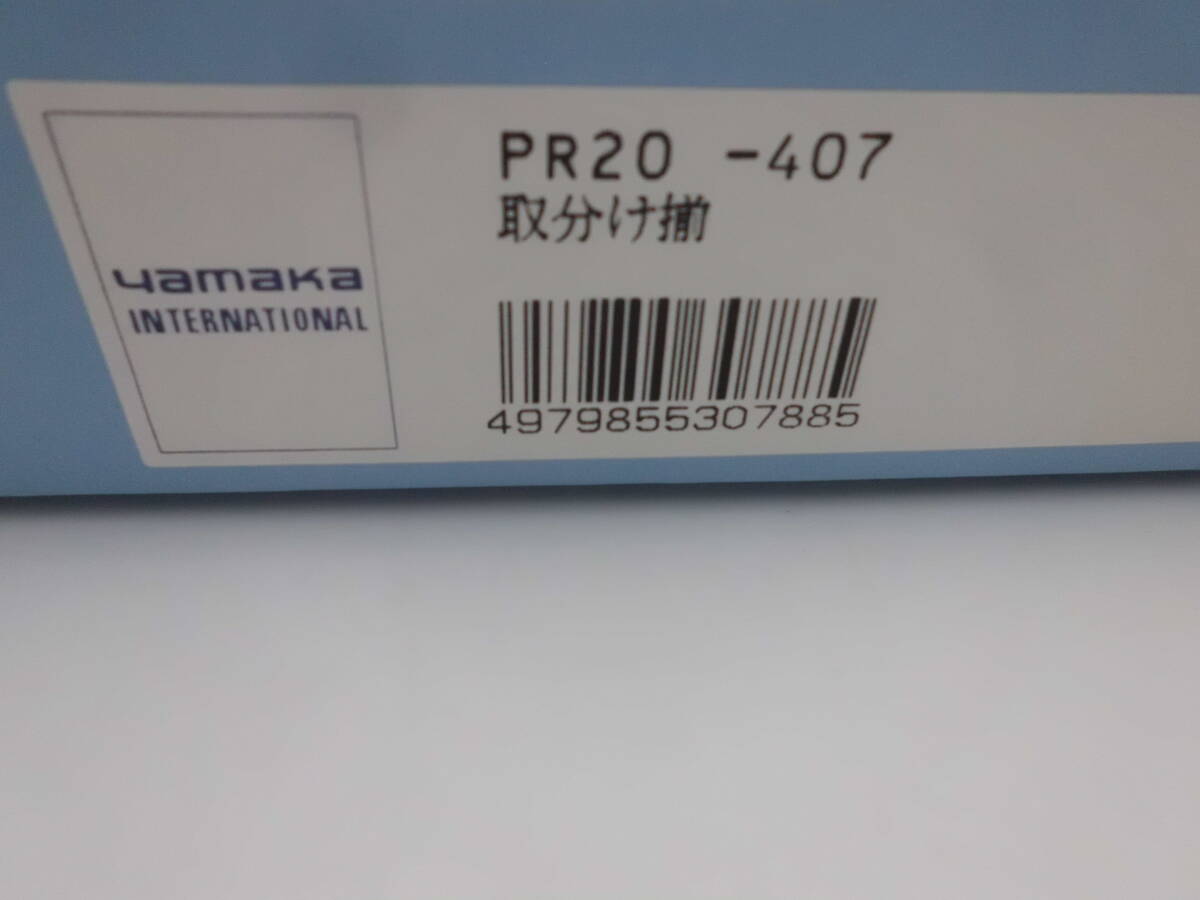 yamaka
INTERNATIONAL
PR20 -407
取分け揃
4979855307885